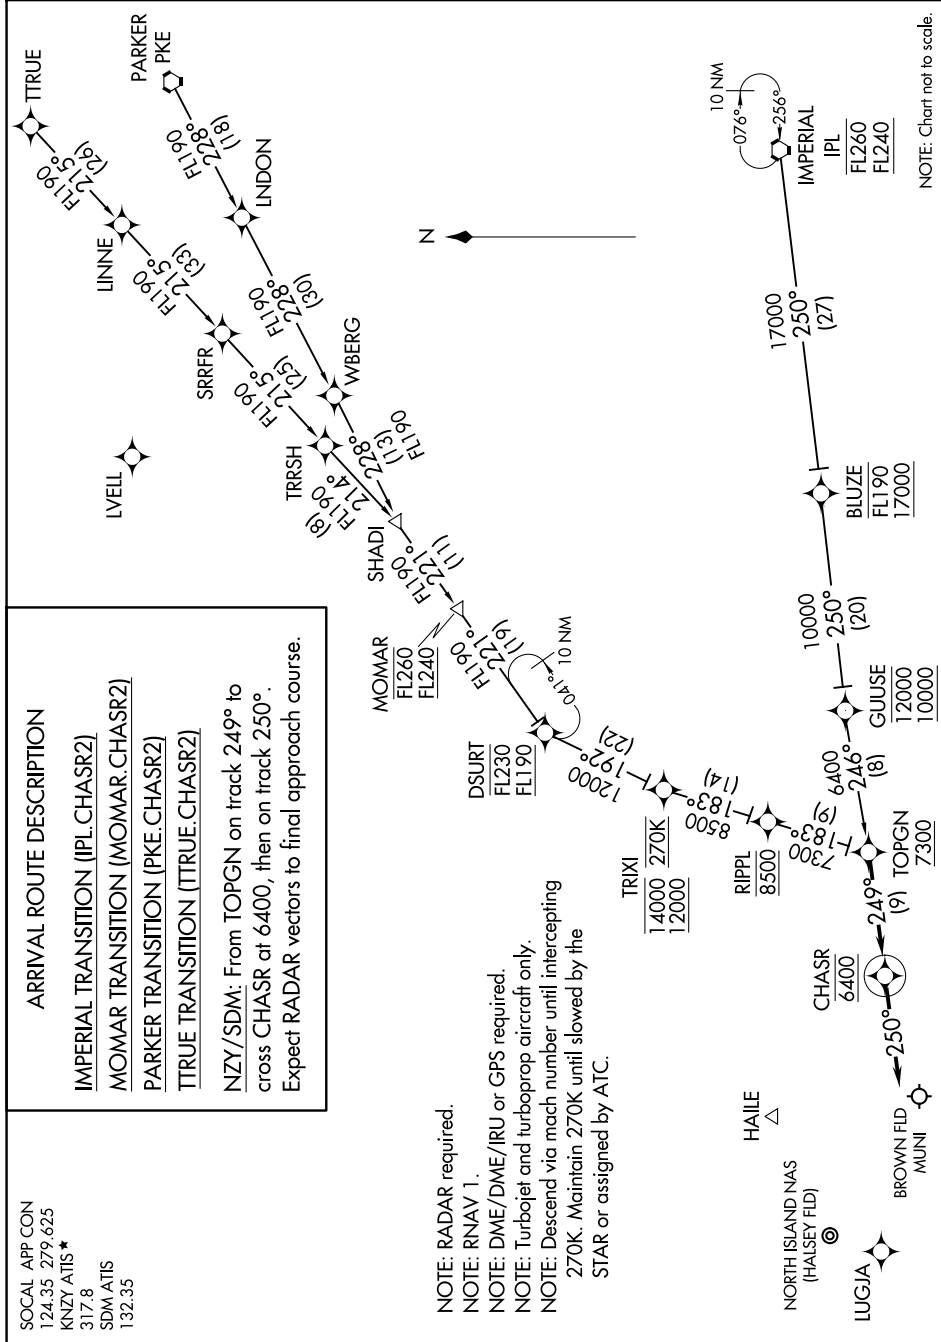 SOCAL APP CON
124.35 279.625
KNZY ATIS★
317.8
SDM ATIS
132.35
ARRIVAL ROUTE DESCRIPTION
IMPERIAL TRANSITION (IPL.CHASR2)
MOMAR TRANSITION (MOMAR.CHASR2)
PARKER TRANSITION (PKE.CHASR2)
TTRUE TRANSITION (TTRUE.CHASR2)
NZY/SDM: From TOPGN on track 249° to
cross CHASR at 6400, then on track 250°.
Expect RADAR vectors to final approach course.
NOTE: RADAR required.
NOTE: RNAV 1.
NOTE: DME/DME/IRU or GPS required.
NOTE: Turbojet and turboprop aircraft only.
NOTE: Descend via mach number until intercepting
270K. Maintain 270K until slowed by the
STAR or assigned by ATC.
TTRUE
FL190
215°
(26)
LINNE
FL190
215°
(33)
SRRFR
FL190
215°
(25)
TRRSH
FL190
214°
(8)
PARKER
PKE
FL190
228°
(18)
LNDON
FL190
228°
(30)
WBERG
228°
(13)
FL190
LVELL
SHADI
FL190
221°
(11)
MOMAR
FL260
FL240
FL190
221°
(19)
DSURT
FL230
FL190
10 NM
041°
12000
192°
(22)
TRIXI
14000 270K
12000
8500
183°
(14)
RIPPL
8500
7300
183°
(9)
N
IMPERIAL
IPL
FL260
FL240
10 NM
076°
256°
17000
250°
(27)
BLUZE
FL190
17000
10000
250°
(20)
GUUSE
12000
10000
6400
246°
(8)
TOPGN
7300
249°
(9)
CHASR
6400
250°
HAILE
BROWN FLD
MUNI
NORTH ISLAND NAS
(HALSEY FLD)
LUGJA
NOTE: Chart not to scale.